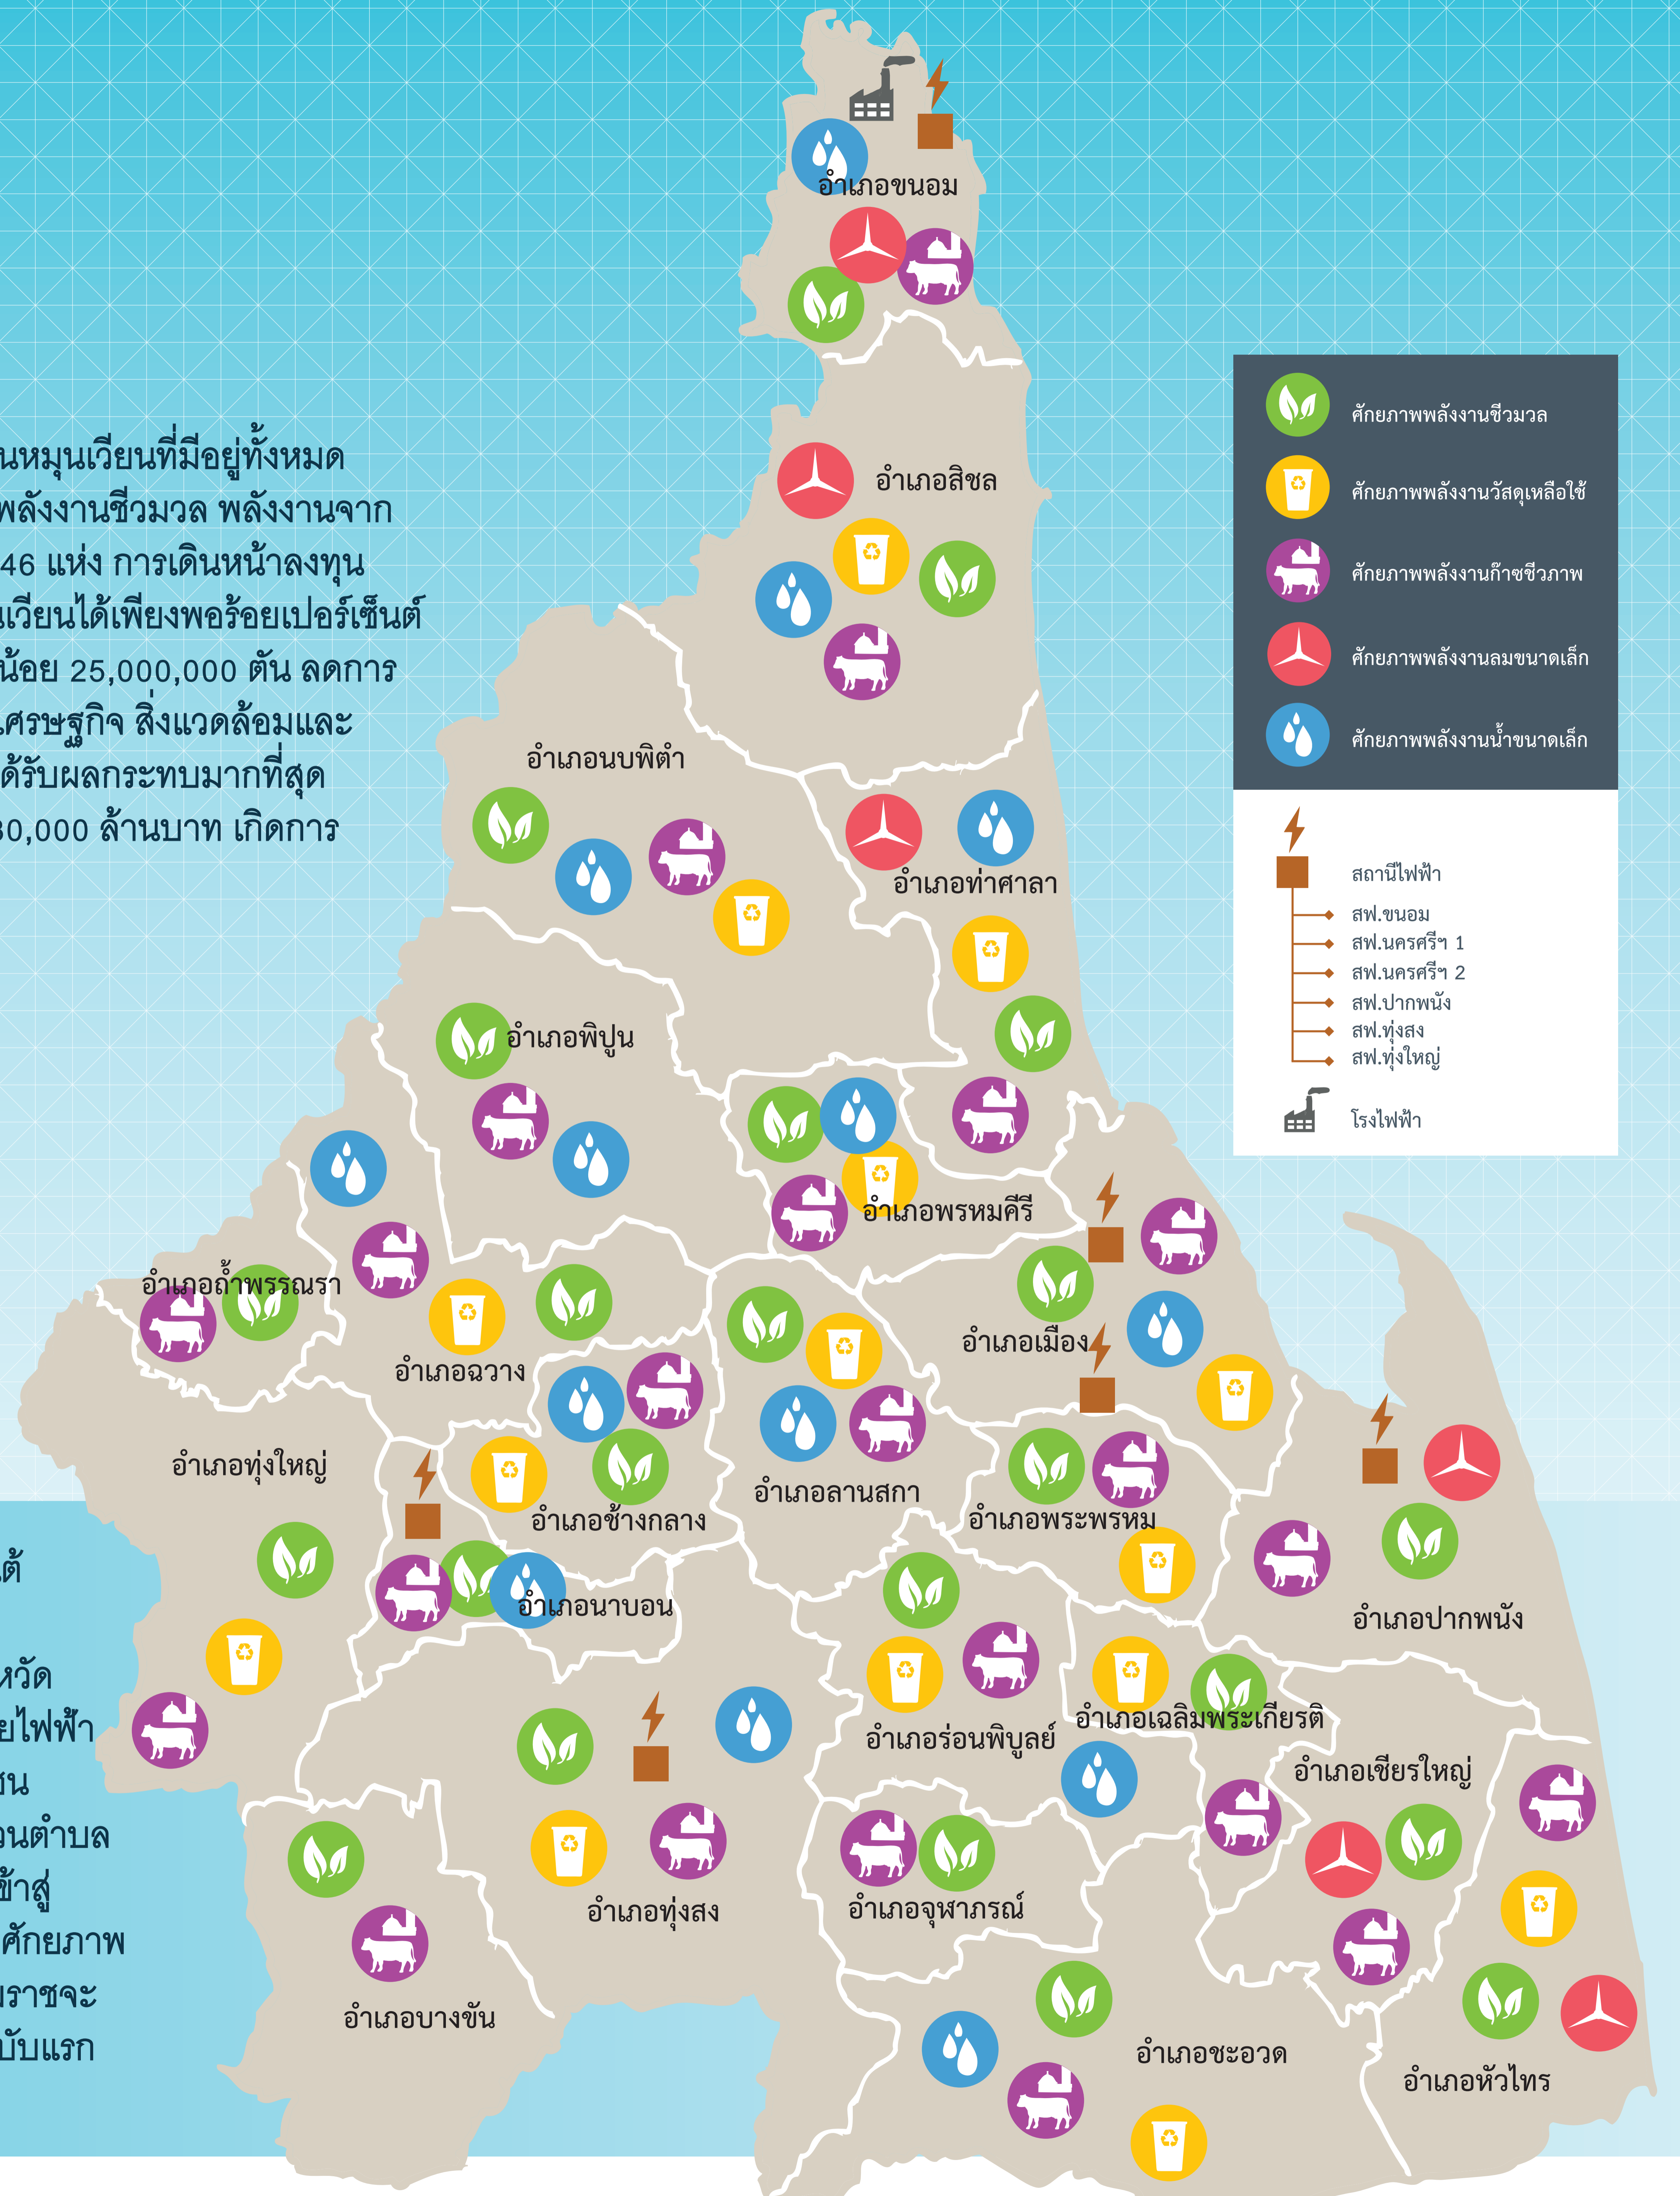 อำเภอขนอม
นหมุนเวียนที่มีอยู่ทั้งหมด
พลังงานชีวมวล พลังงานจาก
46 แห่ง การเดินหน้าลงทุน
นเวียนได้เพียงพอร้อยเปอร์เซ็นต์
น้อย 25,000,000 ตัน ลดการ
เศรษฐกิจ สิ่งแวดล้อมและ
ด้รับผลกระทบมากที่สุด
30,000 ล้านบาท เกิดการ
ศักยภาพพลังงานชีวมวล
ศักยภาพพลังงานวัสดุเหลือใช้
ศักยภาพพลังงานก๊าซชีวภาพ
ศักยภาพพลังงานลมขนาดเล็ก
ศักยภาพพลังงานน้ำขนาดเล็ก
สถานีไฟฟ้า
สฟ.ขนอม
สฟ.นครศรีฯ 1
สฟ.นครศรีฯ 2
สฟ.ปากพนัง
สฟ.ทุ่งสง
สฟ.ทุ่งใหญ่
โรงไฟฟ้า
อำเภอสิชล
อำเภอนบพิตำ
อำเภอท่าศาลา
อำเภอพิปูน
อำเภอพรหมคีรี
อำเภอถ้ำพรรณรา
อำเภอฉวาง
อำเภอเมือง
อำเภอทุ่งใหญ่
อำเภอลานสกา
อำเภอช้างกลาง
อำเภอพระพรหม
อำเภอนาบอน
อำเภอปากพนัง
อำเภอร่อนพิบูลย์
อำเภอเฉลิมพระเกียรติ
อำเภอเชียรใหญ่
อำเภอทุ่งสง
อำเภอจุฬาภรณ์
อำเภอบางขัน
อำเภอชะอวด
อำเภอหัวไทร
ต้
หวัด
ยไฟฟ้า
ชน
วนตำบล
ข้าสู่
ศักยภาพ
มราชจะ
บับแรก